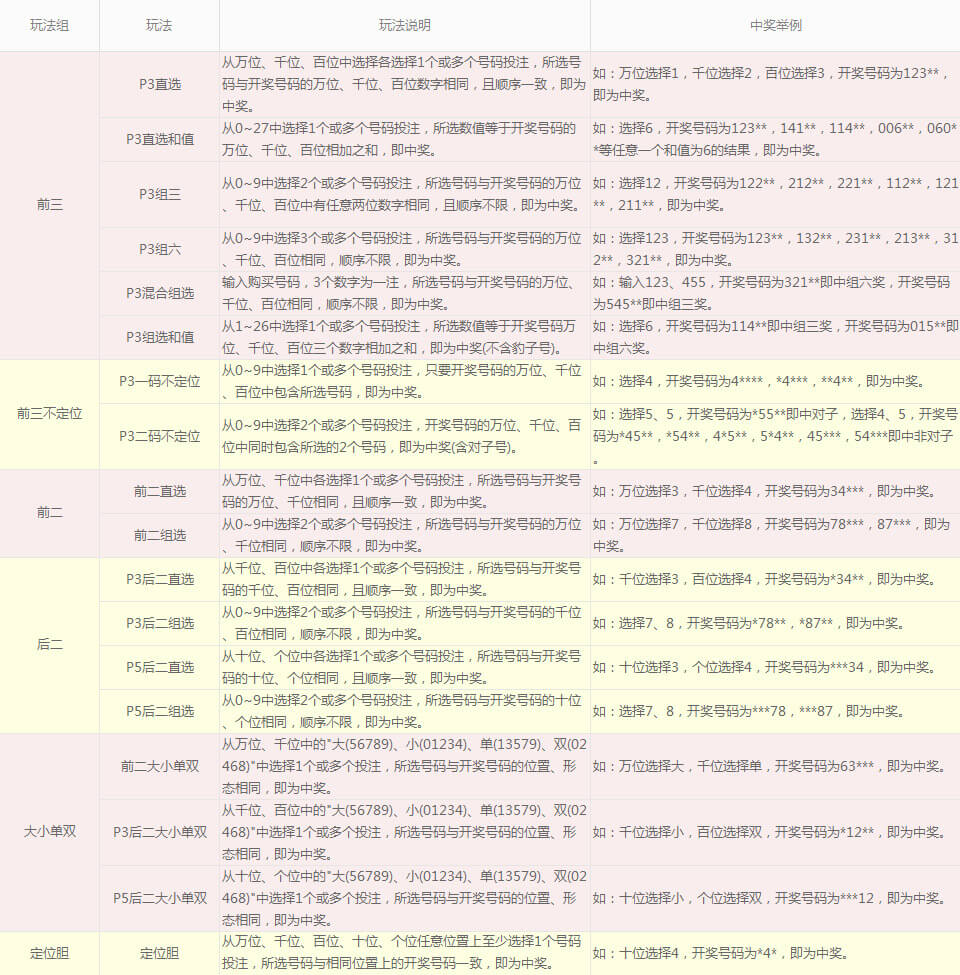 玩法组 玩法 玩法说明 中奖举例
前三
P3直选
从万位、千位、百位中选择各选择1个或多个号码投注，所选号
码与开奖号码的万位、千位、百位数字相同，且顺序一致，即为
中奖。
如：万位选择1，千位选择2，百位选择3，开奖号码为123**，
即为中奖。
P3直选和值
从0~27中选择1个或多个号码投注，所选数值等于开奖号码的
万位、千位、百位相加之和，即中奖。
如：选择6，开奖号码为123**，141**，114**，006**，060*
*等任意一个和值为6的结果，即为中奖。
P3组三
从0~9中选择2个或多个号码投注，所选号码与开奖号码的万位
、千位、百位中有任意两位数字相同，且顺序不限，即为中奖。
如：选择12，开奖号码为122**，212**，221**，112**，121
**，211**，即为中奖。
P3组六
从0~9中选择3个或多个号码投注，所选号码与开奖号码的万位
、千位、百位相同，顺序不限，即为中奖。
如：选择123，开奖号码为123**，132**，231**，213**，31
2**，321**，即为中奖。
P3混合组选
输入购买号码，3个数字为一注，所选号码与开奖号码的万位、
千位、百位相同，顺序不限，即为中奖。
如：输入123、455，开奖号码为321**即中组六奖，开奖号码
为545**即中组三奖。
P3组选和值
从1~26中选择1个或多个号码投注，所选数值等于开奖号码万
位、千位、百位三个数字相加之和，即为中奖(不含豹子号)。
如：选择6，开奖号码为114**即中组三奖，开奖号码为015**即
中组六奖。
前三不定位
P3一码不定位
从0~9中选择1个或多个号码投注，只要开奖号码的万位、千位
、百位中包含所选号码，即为中奖。
如：选择4，开奖号码为4****，*4***，**4**，即为中奖。
P3二码不定位
从0~9中选择2个或多个号码投注，开奖号码的万位、千位、百
位中同时包含所选的2个号码，即为中奖(含对子号)。
如：选择5、5，开奖号码为*55**即中对子，选择4、5，开奖号
码为*45**，*54**，4*5**，5*4**，45***，54***即中非对子
。
前二
前二直选
从万位、千位中各选择1个或多个号码投注，所选号码与开奖号
码的万位、千位相同，且顺序一致，即为中奖。
如：万位选择3，千位选择4，开奖号码为34***，即为中奖。
前二组选
从0~9中选择2个或多个号码投注，所选号码与开奖号码的万位
、千位相同，顺序不限，即为中奖。
如：万位选择7，千位选择8，开奖号码为78***，87***，即为
中奖。
后二
P3后二直选
从千位、百位中各选择1个或多个号码投注，所选号码与开奖号
码的千位、百位相同，且顺序一致，即为中奖。
如：千位选择3，百位选择4，开奖号码为*34**，即为中奖。
P3后二组选
从0~9中选择2个或多个号码投注，所选号码与开奖号码的千位
、百位相同，顺序不限，即为中奖。
如：选择7、8，开奖号码为*78**，*87**，即为中奖。
P5后二直选
从十位、个位中各选择1个或多个号码投注，所选号码与开奖号
码的十位、个位相同，且顺序一致，即为中奖。
如：十位选择3，个位选择4，开奖号码为***34，即为中奖。
P5后二组选
从0~9中选择2个或多个号码投注，所选号码与开奖号码的十位
、个位相同，顺序不限，即为中奖。
如：选择7、8，开奖号码为***78，***87，即为中奖。
大小单双
前二大小单双
从万位、千位中的"大(56789)、小(01234)、单(13579)、双(02
468)"中选择1个或多个投注，所选号码与开奖号码的位置、形
态相同，即为中奖。
如：万位选择大，千位选择单，开奖号码为63***，即为中奖。
P3后二大小单双
从千位、百位中的"大(56789)、小(01234)、单(13579)、双(02
468)"中选择1个或多个投注，所选号码与开奖号码的位置、形
态相同，即为中奖。
如：千位选择小，百位选择双，开奖号码为*12**，即为中奖。
P5后二大小单双
从十位、个位中的"大(56789)、小(01234)、单(13579)、双(02
468)"中选择1个或多个投注，所选号码与开奖号码的位置、形
态相同，即为中奖。
如：十位选择小，个位选择双，开奖号码为***12，即为中奖。
定位胆
定位胆
从万位、千位、百位、十位、个位任意位置上至少选择1个号码
投注，所选号码与相同位置上的开奖号码一致，即为中奖。
如：十位选择4，开奖号码为*4*，即为中奖。